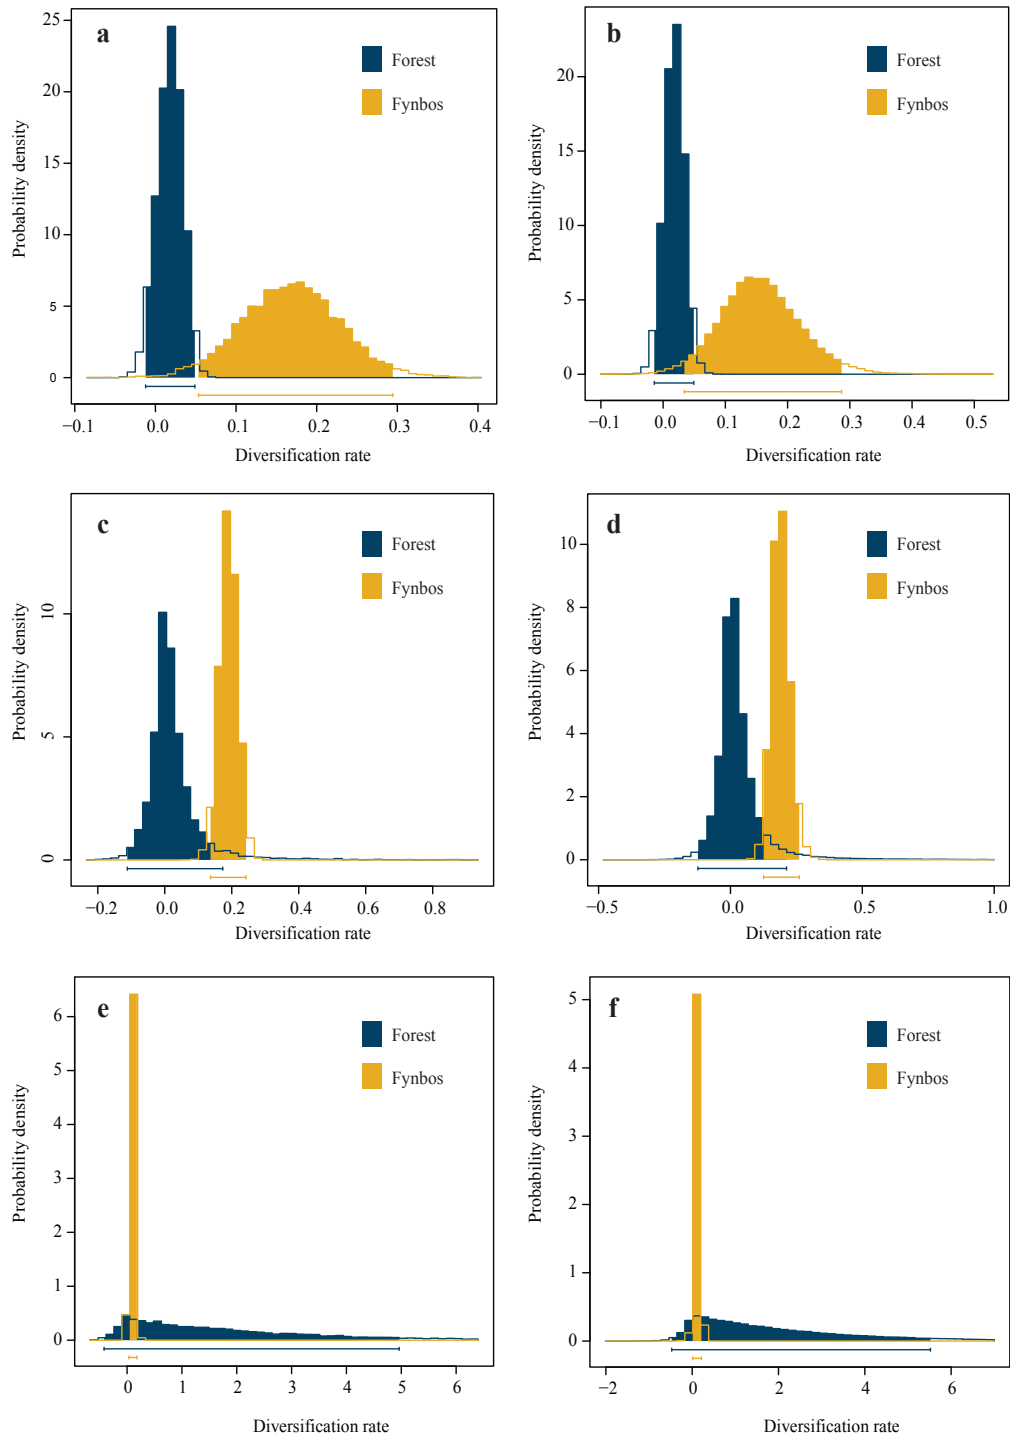 a
Forest
Fynbos
Probability density
25
20
15
10
5
0
−0.1 0.0 0.1 0.2 0.3 0.4
Diversification rate
b
Forest
Fynbos
Probability density
20
15
10
5
0
−0.1 0.0 0.1 0.2 0.3 0.4 0.5
Diversification rate
c
Forest
Fynbos
Probability density
10
5
0
−0.2 0.0 0.2 0.4 0.6 0.8
Diversification rate
d
Forest
Fynbos
Probability density
10
8
6
4
2
0
−0.5 0.0 0.5 1.0
Diversification rate
e
Forest
Fynbos
Probability density
6
5
4
3
2
1
0
0 1 2 3 4 5 6
Diversification rate
f
Forest
Fynbos
Probability density
5
4
3
2
1
0
−2 0 2 4 6
Diversification rate